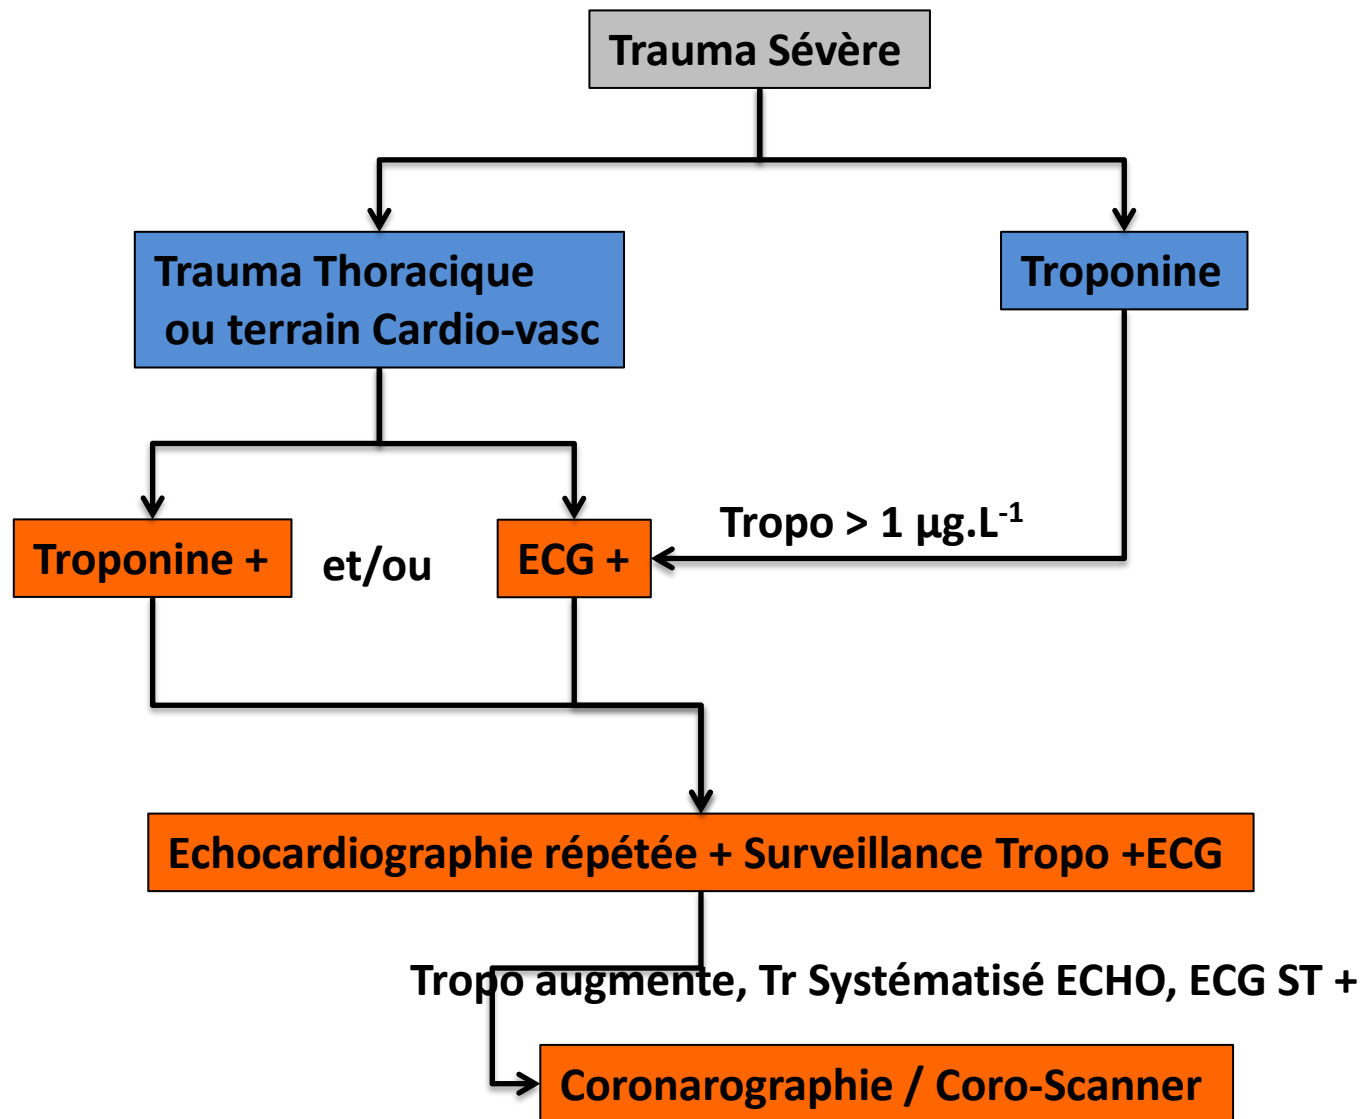 Trauma Sévère
Trauma Thoracique
ou terrain Cardio-vasc
Troponine
Tropo > 1 µg.L⁻¹
Troponine +
et/ou
ECG +
Echocardiographie répétée + Surveillance Tropo +ECG
Tropo augmente, Tr Systématisé ECHO, ECG ST +
Coronarographie / Coro-Scanner